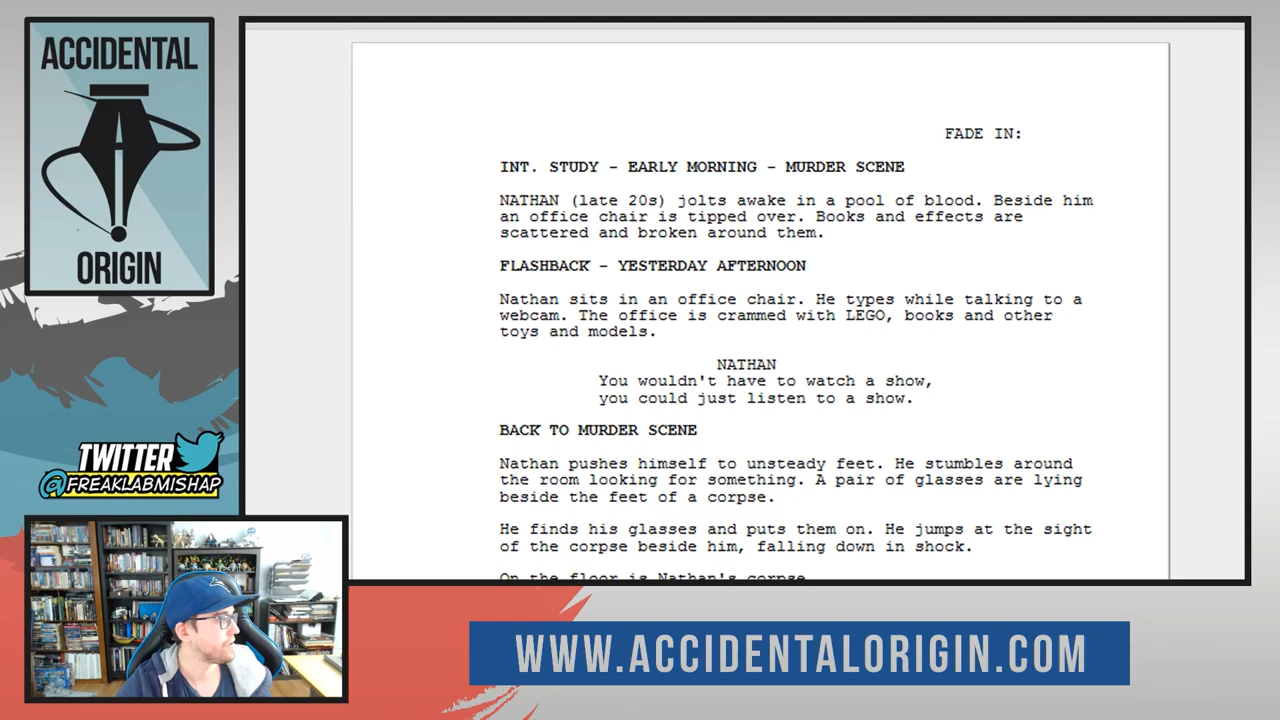 ACCIDENTAL
ORIGIN
FADE IN:
INT. STUDY - EARLY MORNING - MURDER SCENE
NATHAN (late 20s) jolts awake in a pool of blood. Beside him
an office chair is tipped over. Books and effects are
scattered and broken around them.
FLASHBACK - YESTERDAY AFTERNOON
Nathan sits in an office chair. He types while talking to a
webcam. The office is crammed with LEGO, books and other
toys and models.
NATHAN
You wouldn't have to watch a show,
you could just listen to a show.
BACK TO MURDER SCENE
Nathan pushes himself to unsteady feet. He stumbles around
the room looking for something. A pair of glasses are lying
beside the feet of a corpse.
He finds his glasses and puts them on. He jumps at the sight
of the corpse beside him, falling down in shock.
On the floor is Nathan's corpse
TWITTER
@FREAKLABMISHAP
WWW.ACCIDENTALORIGIN.COM